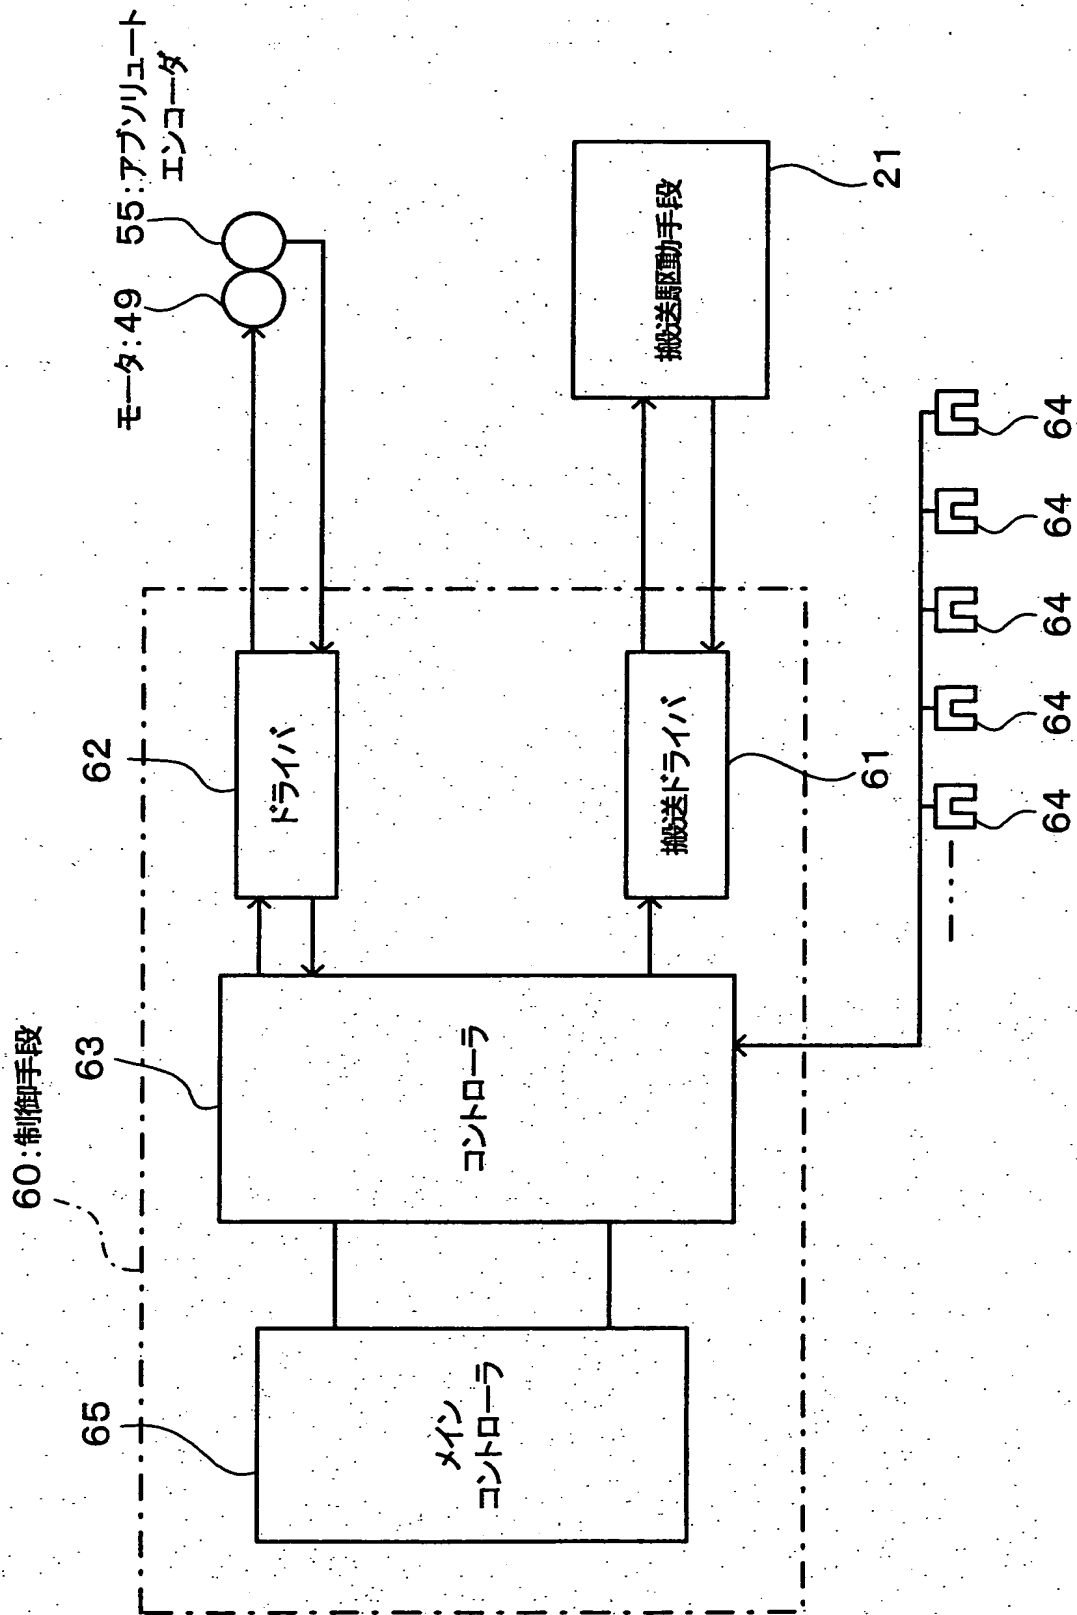 60:制御手段
65
メイン
コントローラ
63
コントローラ
62
ドライバ
搬送ドライバ
61
モータ:49
55:アブソリュート
エンコーダ
搬送駆動手段
21
64
64
64
64
64